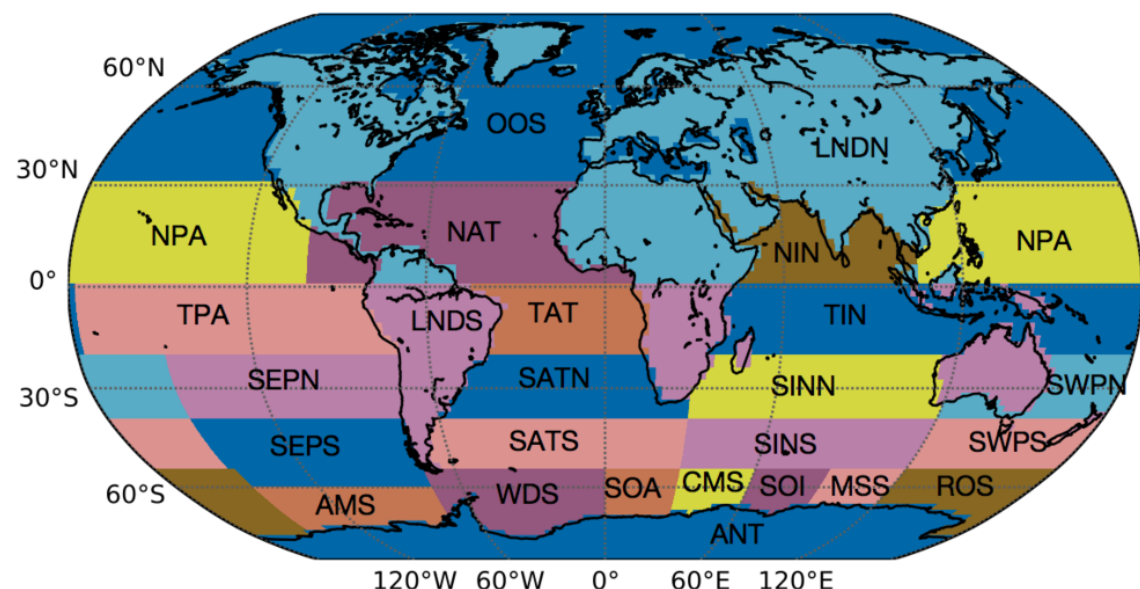 60°N
OOS
LNDN
30°N
NPA
NAT
NIN
NPA
0°
TPA
LNDS
TAT
TIN
SEPN
SATN
SINN
SWPN
30°S
SEPS
SATS
SINS
SWPS
60°S
AMS
WDS
SOA
CMS
SOI
MSS
ROS
ANT
120°W 60°W 0° 60°E 120°E